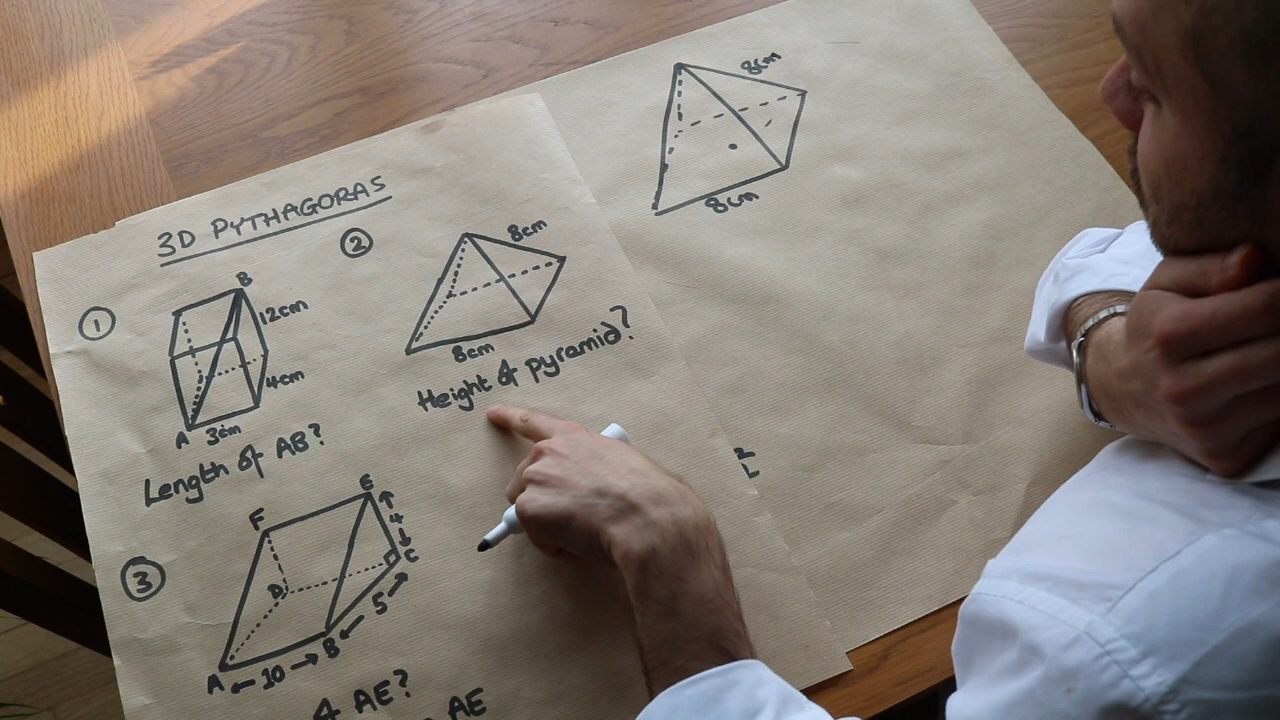 3D PYTHAGORAS
1
B
12cm
4cm
A
3cm
Length of AB?
2
8cm
8cm
Height of pyramid?
3
F
E
4
D
C
5
B
A
10
AE?
AE
8cm
8cm